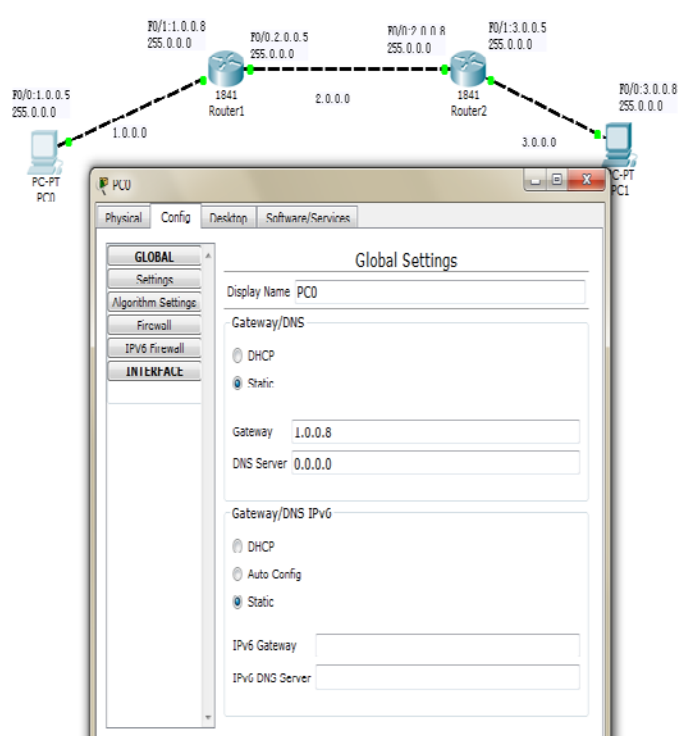 F0/1:1.0.0.8
255.0.0.0
F0/0.2.0.0.5
255.0.0.0
F0/0:2.0.0.8
255.0.0.0
F0/1:3.0.0.5
255.0.0.0
F0/0:1.0.0.5
255.0.0.0
F0/0:3.0.0.8
255.0.0.0
1841
Router1
2.0.0.0
1841
Router2
1.0.0.0
3.0.0.0
PC-PT
PC0
C-PT
PC1
PC0
Physical Config Desktop Software/Services
GLOBAL
Settings
Algorithm Settings
Firewall
IPV6 Firewall
INTERFACE
Global Settings
Display Name PC0
Gateway/DNS
DHCP
Static
Gateway 1.0.0.8
DNS Server 0.0.0.0
Gateway/DNS IPv6
DHCP
Auto Config
Static
IPv6 Gateway
IPv6 DNS Server